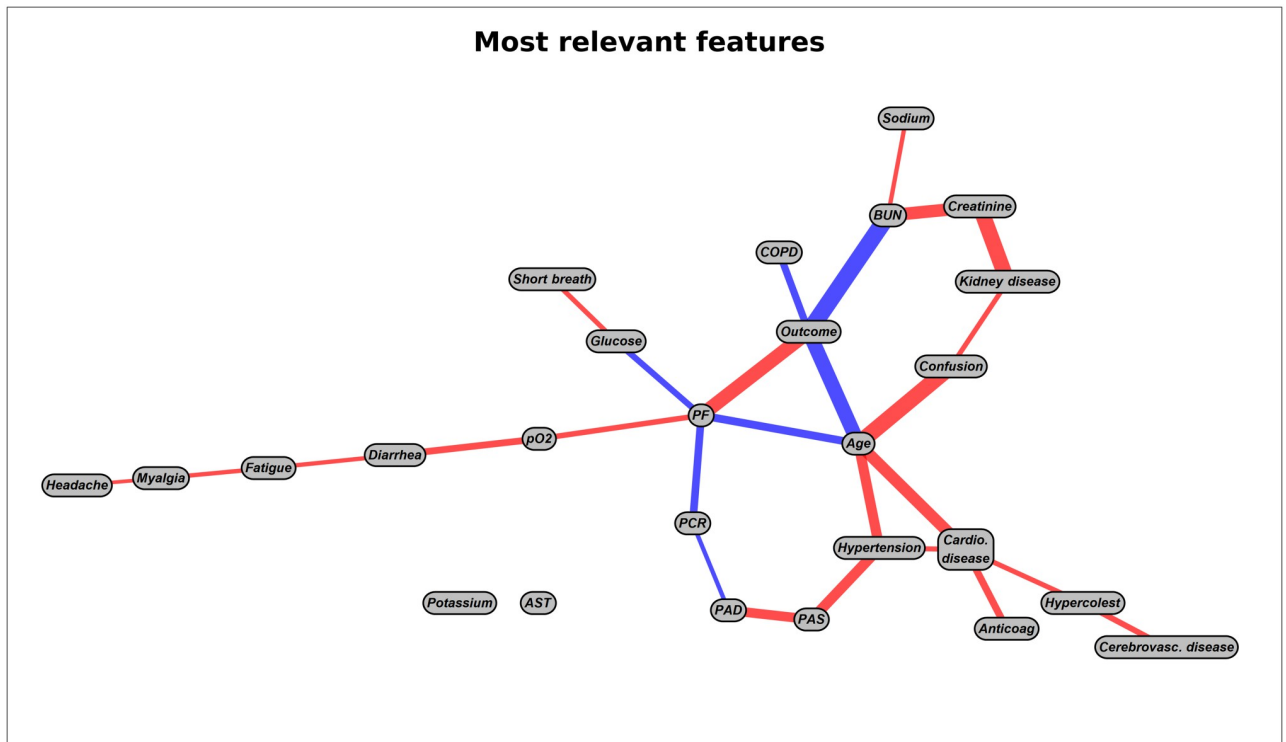 Most relevant features
Sodium
Creatinine
BUN
COPD
Short breath
Kidney disease
Outcome
Glucose
Confusion
PF
pO2
Age
Diarrhea
Fatigue
Myalgia
Headache
PCR
Hypertension
Cardio.
disease
Potassium
AST
PAD
PAS
Hypercolest
Anticoag
Cerebrovasc. disease